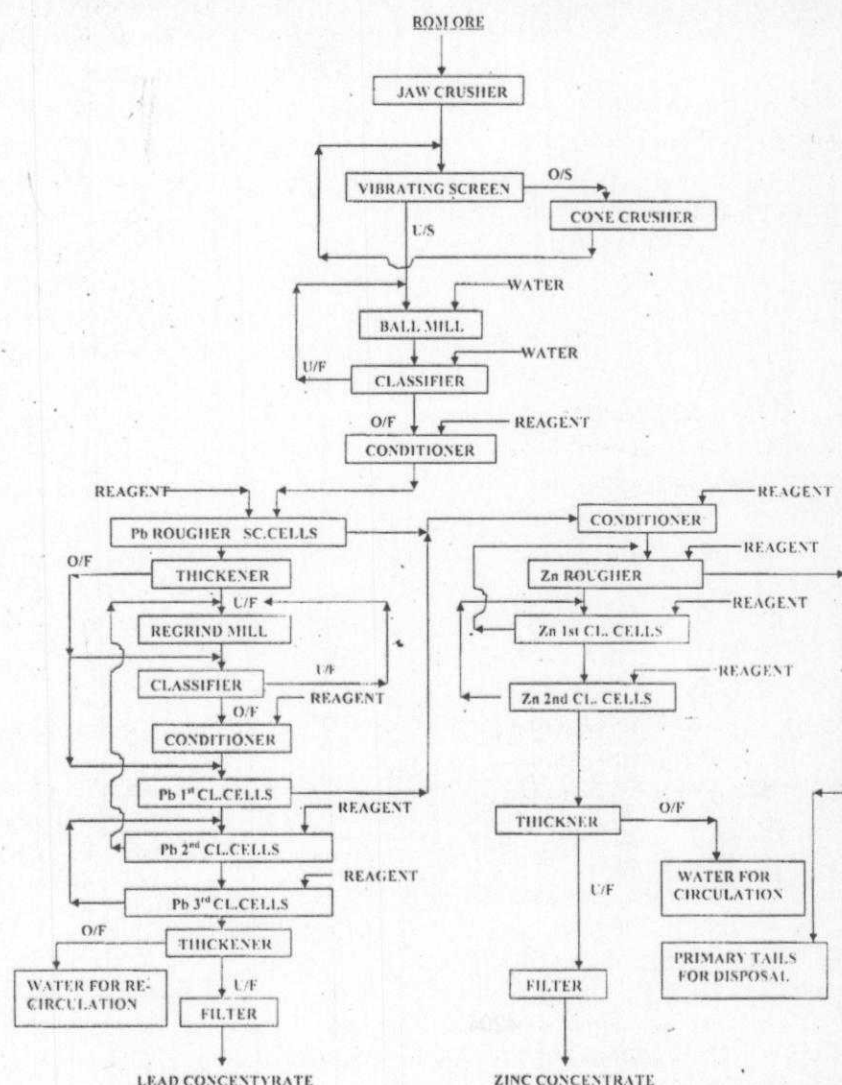 ROM ORE
JAW CRUSHER
O/S
VIBRATING SCREEN
CONE CRUSHER
U/S
WATER
BALL MILL
WATER
U/F
CLASSIFIER
O/F
REAGENT
CONDITIONER
REAGENT
REAGENT
CONDITIONER
Pb ROUGHER SC.CELLS
REAGENT
O/F
THICKENER
Zn ROUGHER
U/F
REAGENT
REGRIND MILL
Zn 1st CL. CELLS
U/F
CLASSIFIER
REAGENT
REAGENT
O/F
Zn 2nd CL. CELLS
CONDITIONER
Pb 1st CL.CELLS
REAGENT
O/F
THICKNER
Pb 2nd CL.CELLS
REAGENT
WATER FOR
CIRCULATION
U/F
Pb 3rd CL.CELLS
O/F
THICKENER
PRIMARY TAILS
FOR DISPOSAL
WATER FOR RE-
CIRCULATION
U/F
FILTER
FILTER
LEAD CONCENTYRATE
ZINC CONCENTRATE